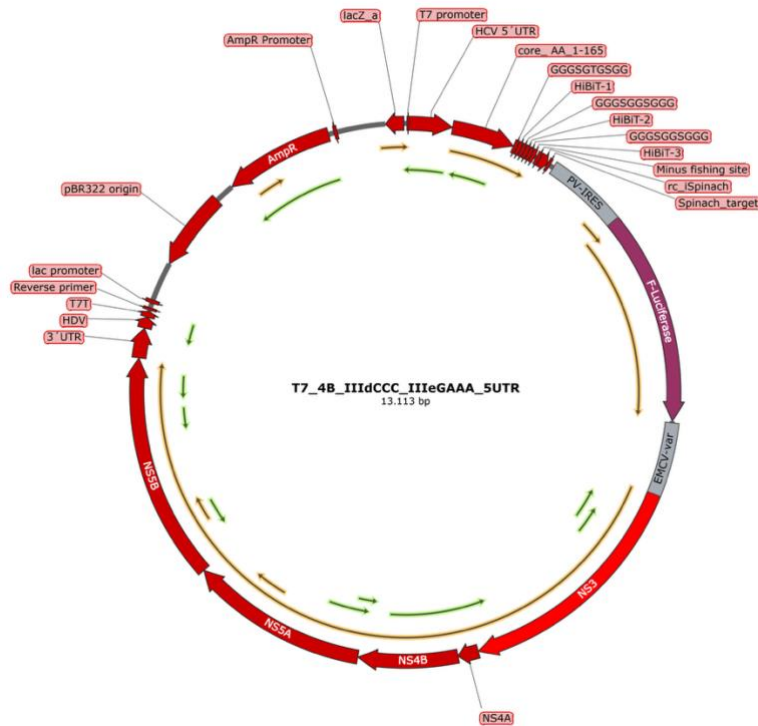 lacZ_a
T7 promoter
HCV 5´UTR
AmpR Promoter
core_ AA_1-165
GGGSGTGSGG
HiBiT-1
GGGSGGSGGG
HiBiT-2
GGGSGGSGGG
HiBiT-3
Minus fishing site
rc_iSpinach
Spinach_target
AmpR
PV-IRES
pBR322 origin
F-Luciferase
lac promoter
Reverse primer
T7T
HDV
3´UTR
T7_4B_IIIdCCC_IIIeGAAA_5UTR
13.113 bp
EMCV-var
NS5B
NS3
NS5A
NS4B
NS4A